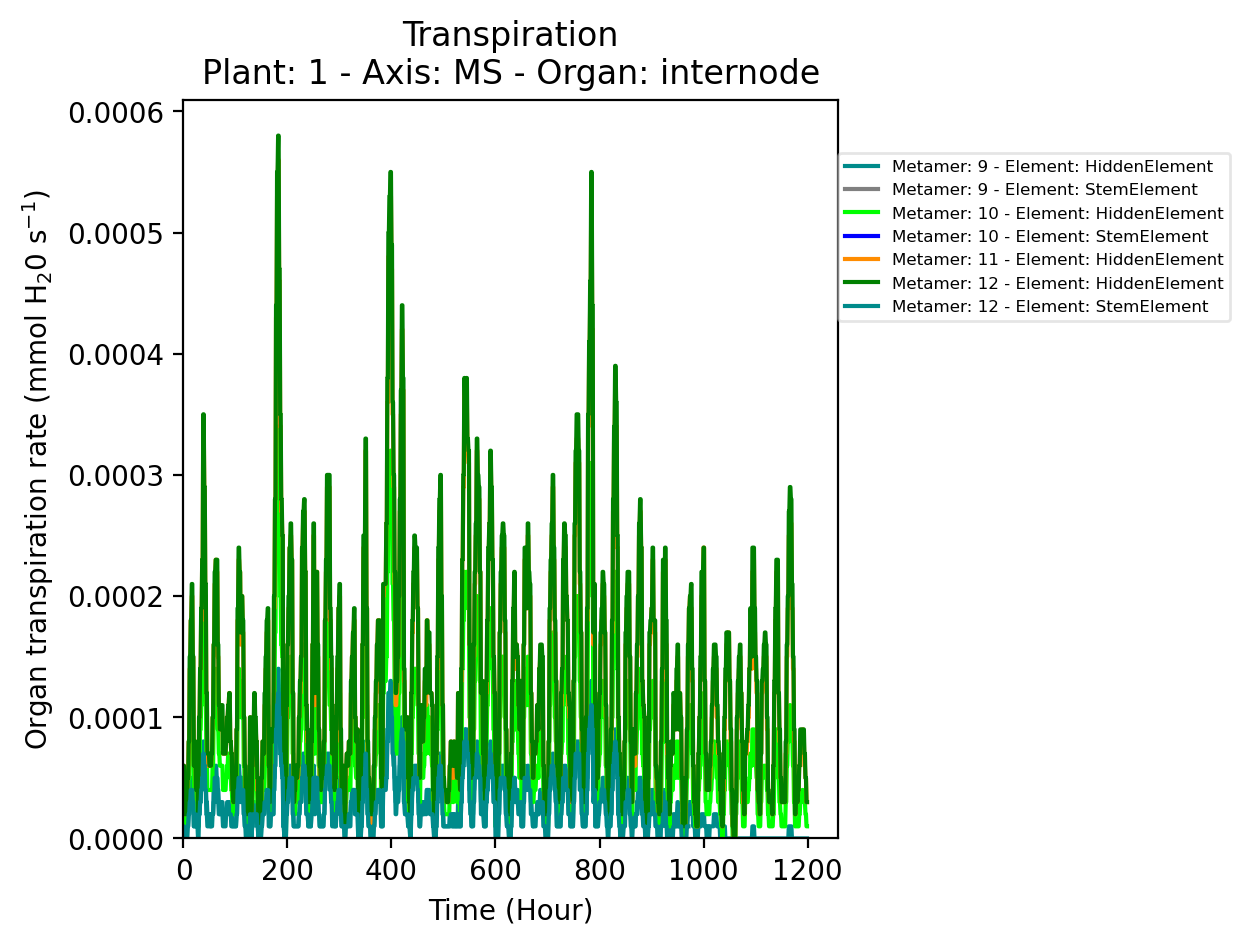 Transpiration
Plant: 1 - Axis: MS - Organ: internode
0.0006
0.0005
0.0004
0.0003
0.0002
0.0001
0.0000
Organ transpiration rate (mmol H₂0 s⁻¹)
0 200 400 600 800 1000 1200
Time (Hour)
Metamer: 9 - Element: HiddenElement
Metamer: 9 - Element: StemElement
Metamer: 10 - Element: HiddenElement
Metamer: 10 - Element: StemElement
Metamer: 11 - Element: HiddenElement
Metamer: 12 - Element: HiddenElement
Metamer: 12 - Element: StemElement